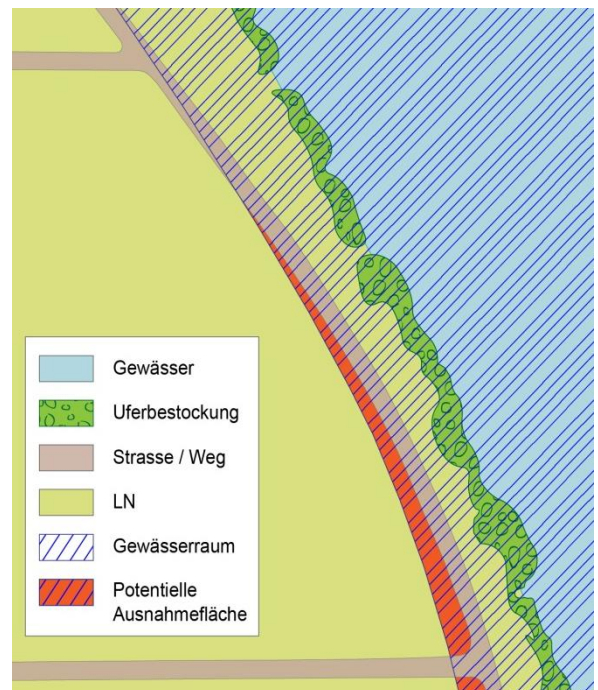 Gewässer
Uferbestockung
Strasse / Weg
LN
Gewässerraum
Potentielle
Ausnahmefläche